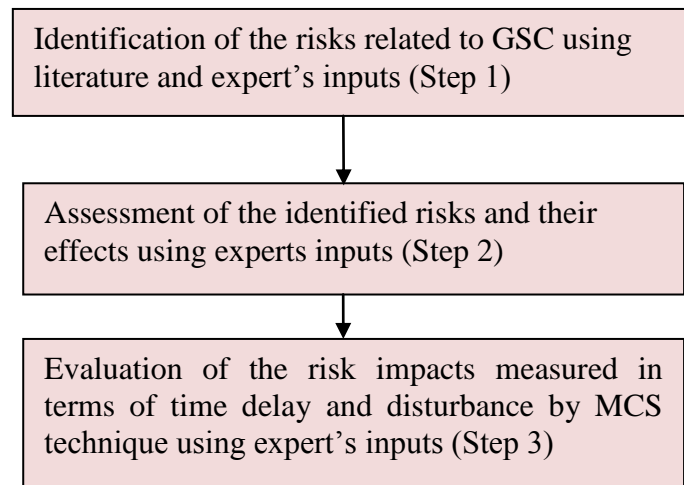 Identification of the risks related to GSC using
literature and expert’s inputs (Step 1)
Assessment of the identified risks and their
effects using experts inputs (Step 2)
Evaluation of the risk impacts measured in
terms of time delay and disturbance by MCS
technique using expert’s inputs (Step 3)